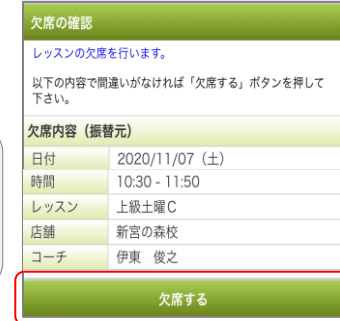 欠席の確認
レッスンの欠席を行います。
以下の内容で間違いがなければ「欠席する」ボタンを押して
下さい。
欠席内容（振替元）
日付 2020/11/07（土）
時間 10:30 - 11:50
レッスン 上級土曜Ｃ
店舗 新宮の森校
コーチ 伊東 俊之
欠席する